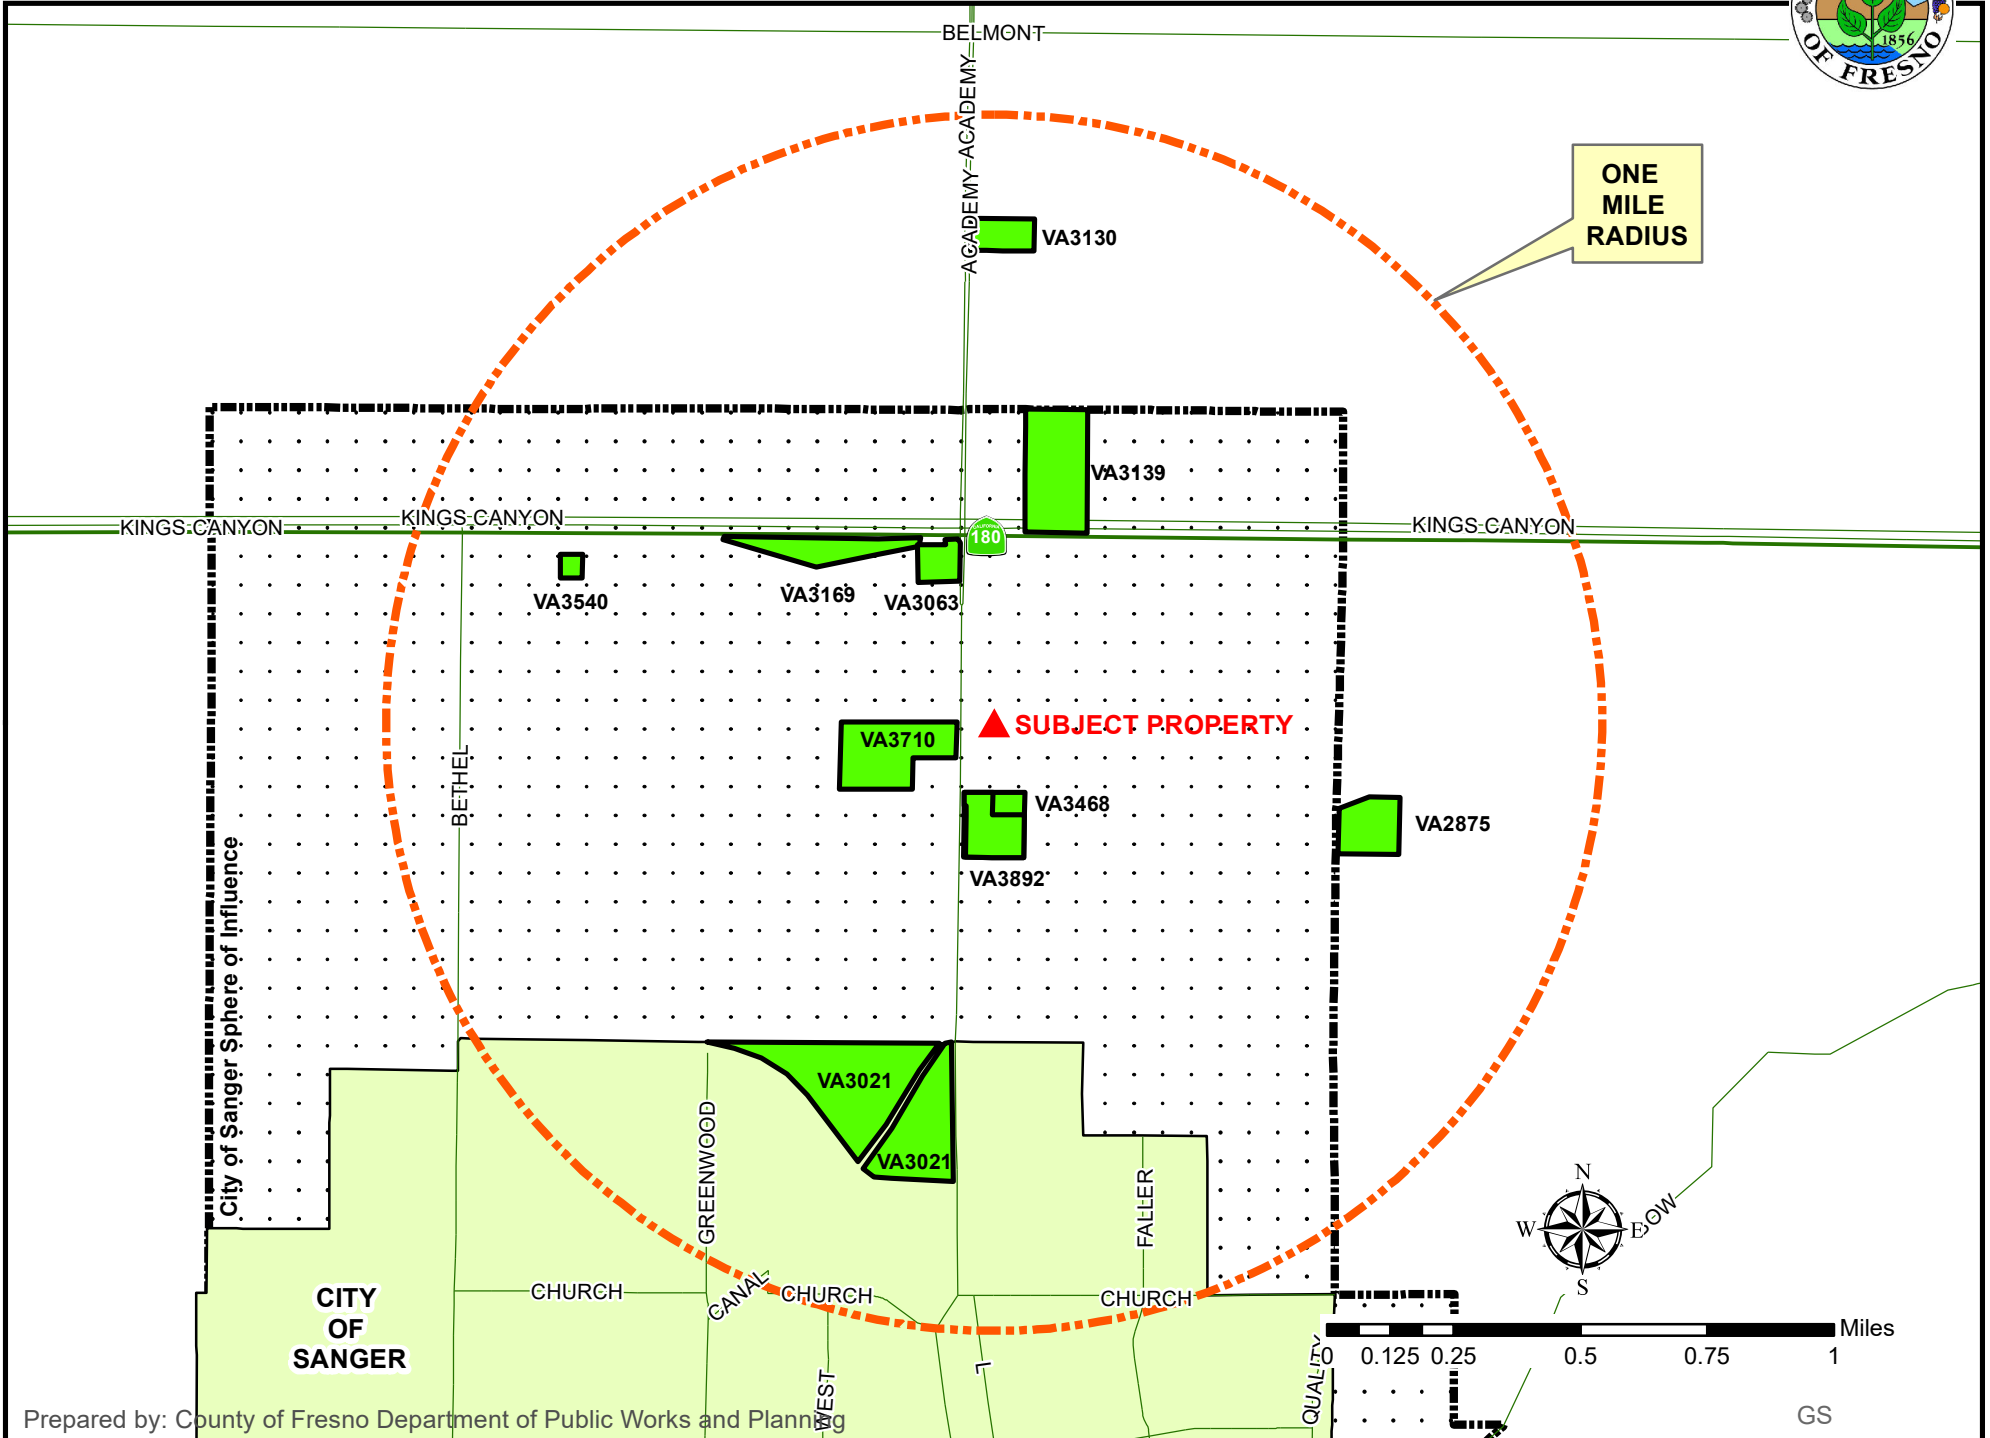 BELMONT
1856
OF FRESNO
ACADEMY
ACADEMY
ACADEMY
ONE
MILE
RADIUS
VA3130
VA3139
KINGS CANYON
KINGS CANYON
KINGS CANYON
CALIFORNIA
180
VA3540
VA3169
VA3063
SUBJECT PROPERTY
VA3710
BETHEL
VA3468
VA2875
VA3892
City of Sanger Sphere of Influence
VA3021
VA3021
GREENWOOD
FALLER
N
W
E
S
CHURCH
CANAL
CHURCH
CHURCH
CITY
OF
SANGER
Miles
0 0.125 0.25 0.5 0.75 1
L
WEST
QUALITY
Prepared by: County of Fresno Department of Public Works and Planning
GS